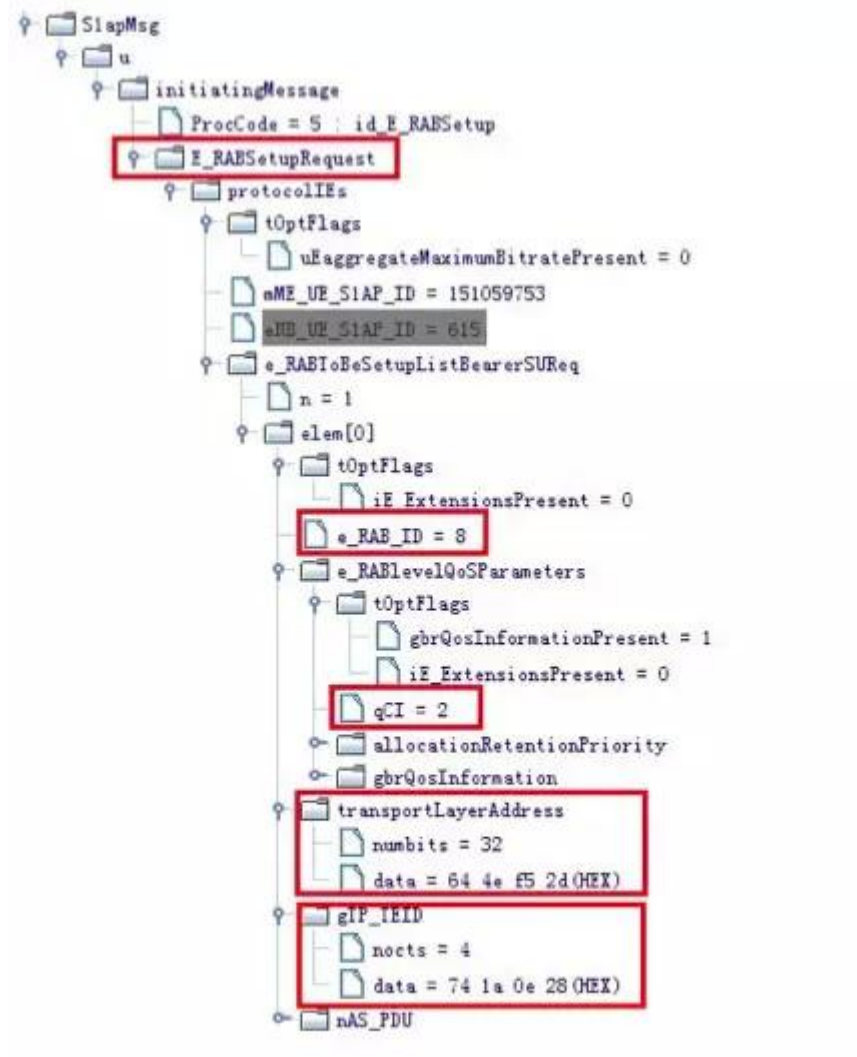 S1apMsg
u
initiatingMessage
ProcCode = 5 : id_E_RABSetup
E_RABSetupRequest
protocolIEs
tOptFlags
uEaggregateMaximumBitratePresent = 0
mME_UE_S1AP_ID = 151059753
eNB_UE_S1AP_ID = 615
e_RABToBeSetupListBearerSUReq
n = 1
elem[0]
tOptFlags
iE_ExtensionsPresent = 0
e_RAB_ID = 8
e_RABlevelQoSParameters
tOptFlags
gbrQosInformationPresent = 1
iE_ExtensionsPresent = 0
qCI = 2
allocationRetentionPriority
gbrQosInformation
transportLayerAddress
numbits = 32
data = 64 4e f5 2d(HEX)
gTP_TEID
nocts = 4
data = 74 1a 0e 28(HEX)
nAS_PDU